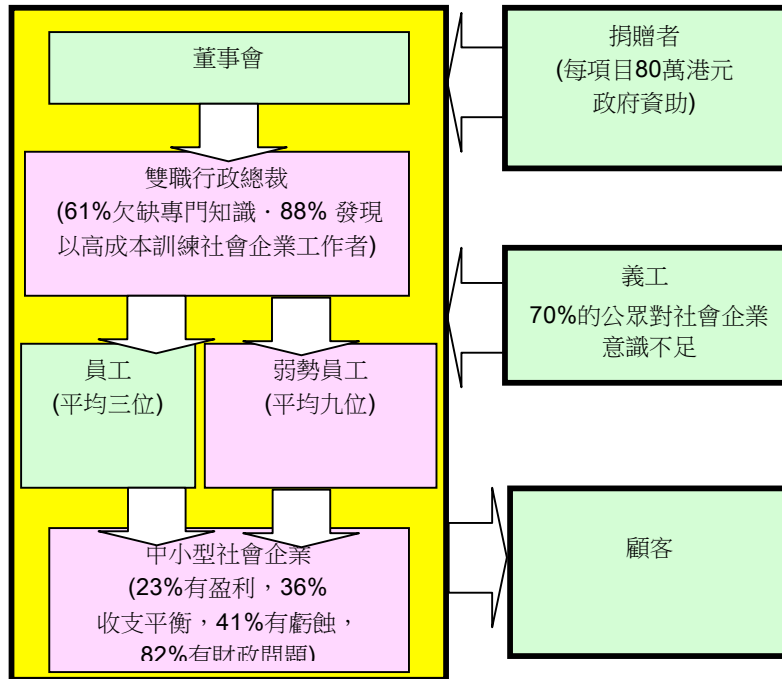 董事會
雙職行政總裁
(61%欠缺專門知識．88% 發現
以高成本訓練社會企業工作者)
員工
(平均三位)
弱勢員工
(平均九位)
中小型社會企業
(23%有盈利，36%
收支平衡，41%有虧蝕，
82%有財政問題)
捐贈者
(每項目80萬港元
政府資助)
義工
70%的公眾對社會企業
意識不足
顧客